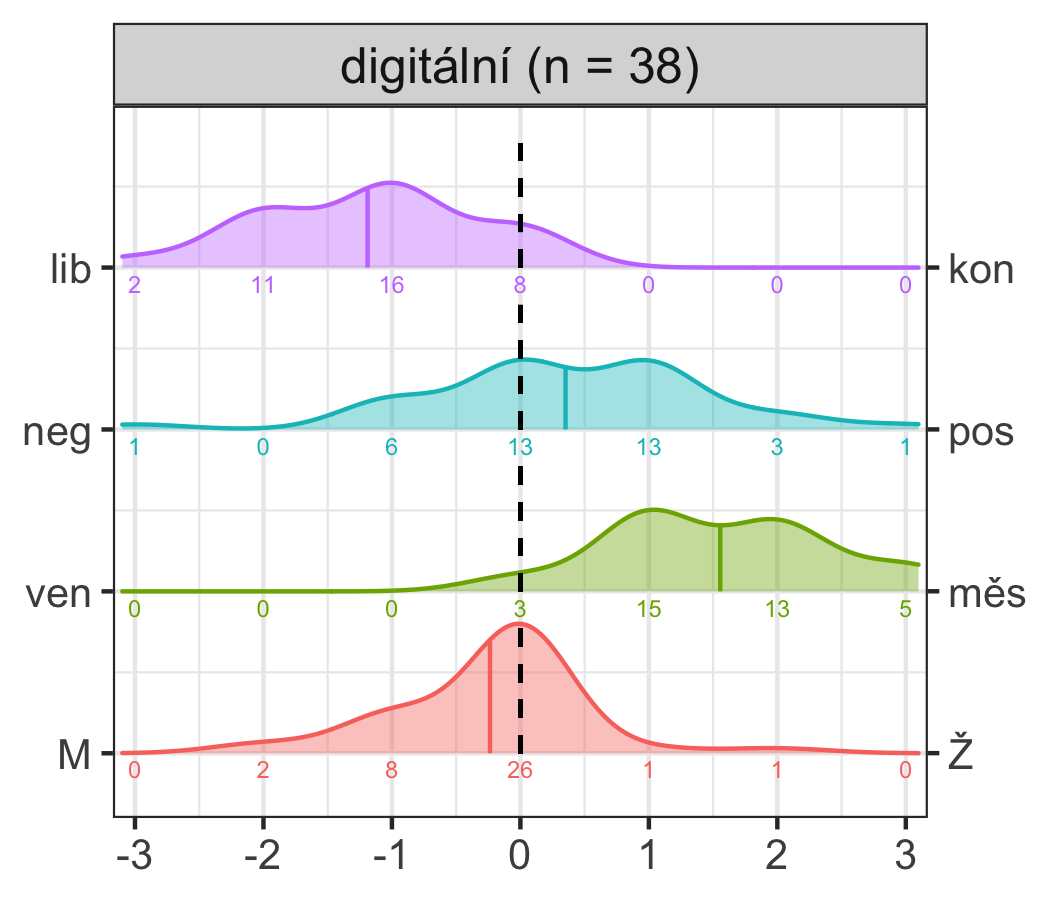 digitální (n = 38)
lib kon
2 11 16 8 0 0 0
neg pos
1 0 6 13 13 3 1
ven měs
0 0 0 3 15 13 5
M Ž
0 2 8 26 1 1 0
-3 -2 -1 0 1 2 3